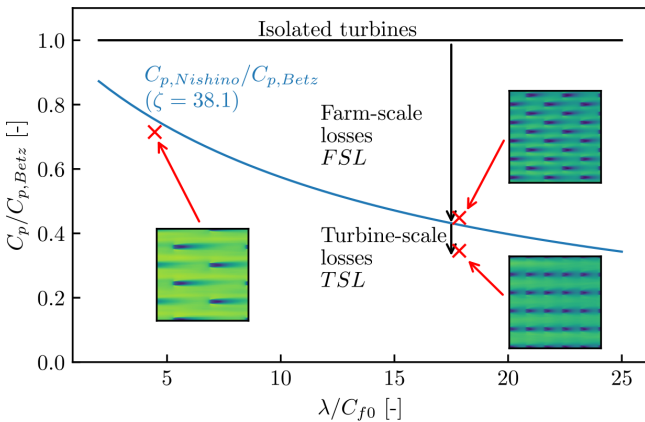 Isolated turbines
C_{p,Nishino}/C_{p,Betz}
(ζ = 38.1)
Farm-scale
losses
FSL
Turbine-scale
losses
TSL
C_p/C_{p,Betz} [-]
1.0
0.8
0.6
0.4
0.2
0.0
5
10
15
20
25
λ/C_{f0} [-]